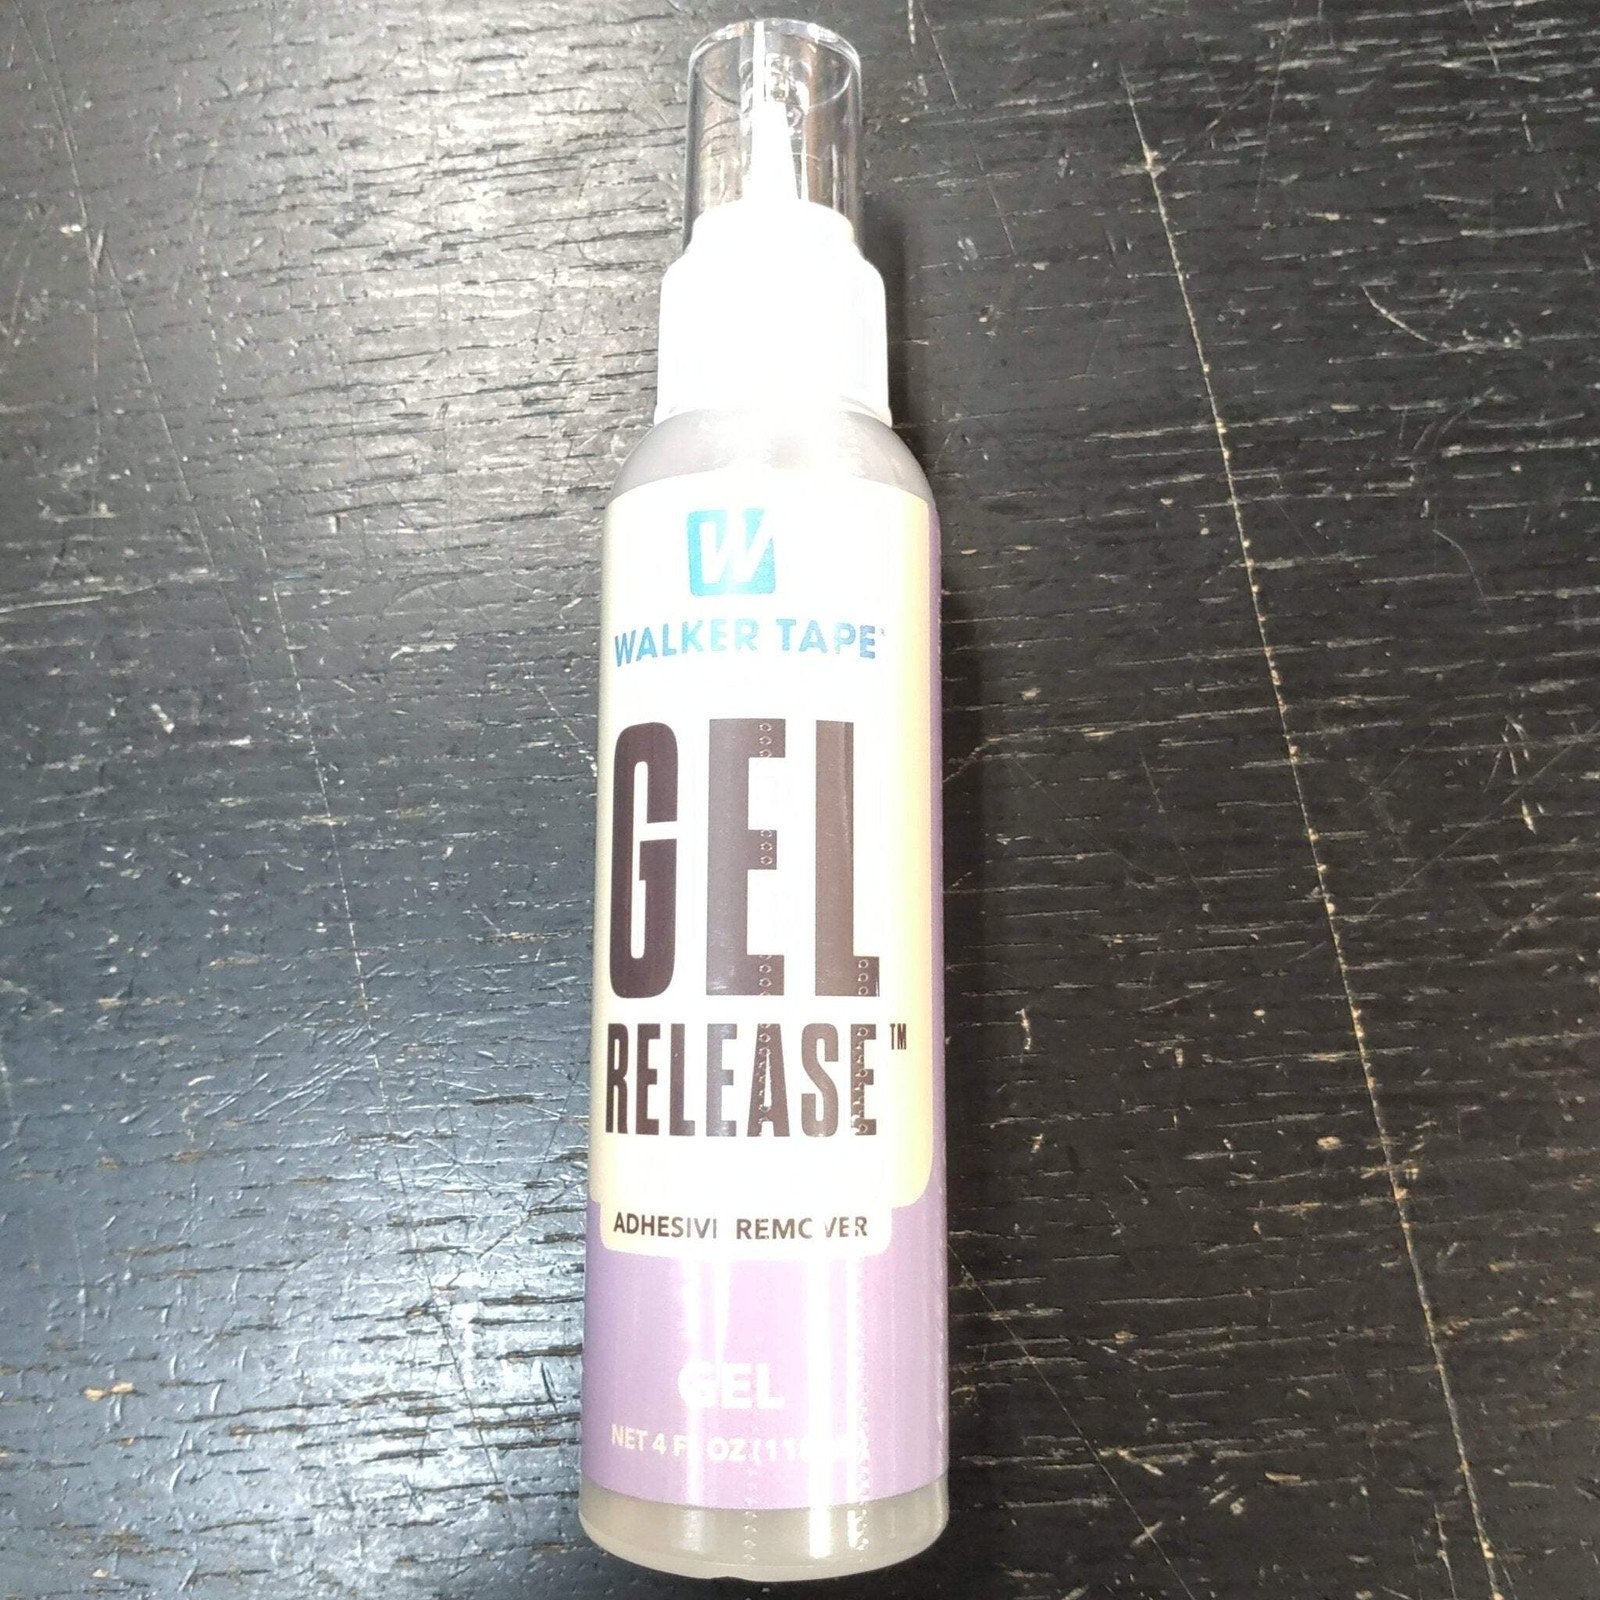 W
WALKER TAPE
GEL
RELEASE™
ADHESIVE REMOVER
GEL
NET 4 FL OZ